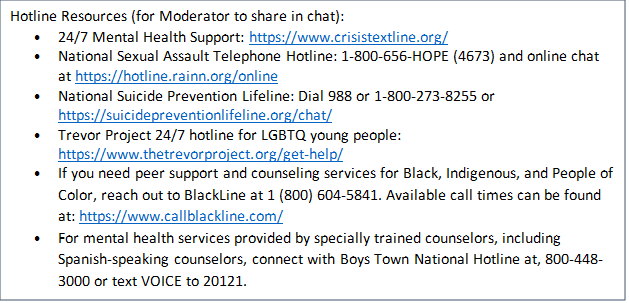 Hotline Resources (for Moderator to share in chat):
• 24/7 Mental Health Support: https://www.crisistextline.org/
• National Sexual Assault Telephone Hotline: 1-800-656-HOPE (4673) and online chat
at https://hotline.rainn.org/online
• National Suicide Prevention Lifeline: Dial 988 or 1-800-273-8255 or
https://suicidepreventionlifeline.org/chat/
• Trevor Project 24/7 hotline for LGBTQ young people:
https://www.thetrevorproject.org/get-help/
• If you need peer support and counseling services for Black, Indigenous, and People of
Color, reach out to BlackLine at 1 (800) 604-5841. Available call times can be found
at: https://www.callblackline.com/
• For mental health services provided by specially trained counselors, including
Spanish-speaking counselors, connect with Boys Town National Hotline at, 800-448-
3000 or text VOICE to 20121.